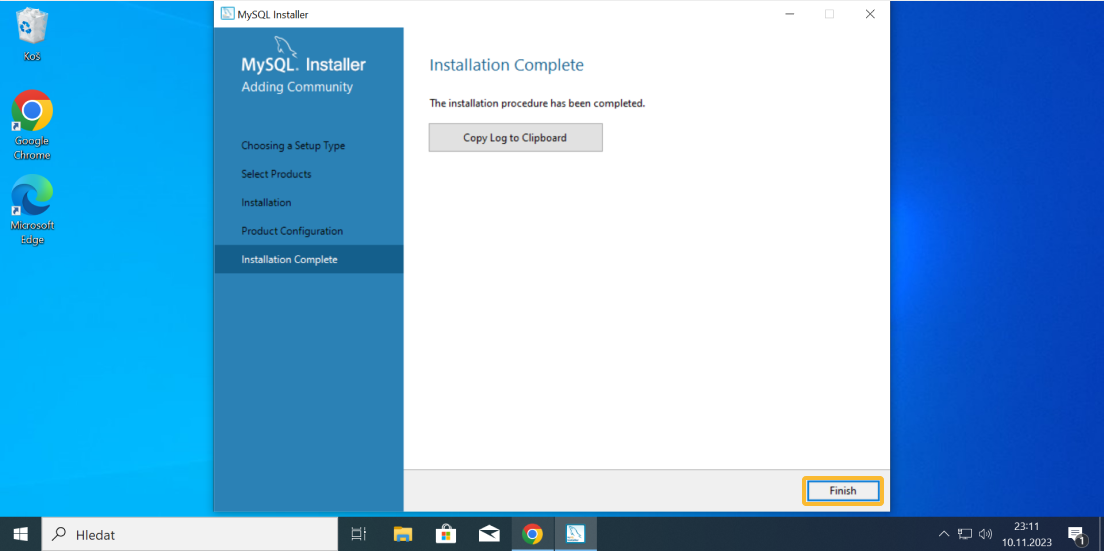 MySQL Installer
Koš
Google
Chrome
Microsoft
Edge
MySQL. Installer
Adding Community
Choosing a Setup Type
Select Products
Installation
Product Configuration
Installation Complete
Installation Complete
The installation procedure has been completed.
Copy Log to Clipboard
Finish
Hledat
23:11
10.11.2023
1